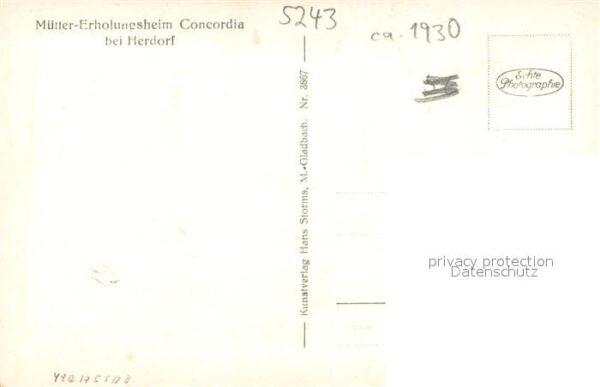 Mütter-Erholungsheim Concordia
bei Herdorf
5243
ca. 1930
Echte
Photographie
Kunstverlag Hans Storms, M.-Gladbach. Nr. 3867
privacy protection
Datenschutz